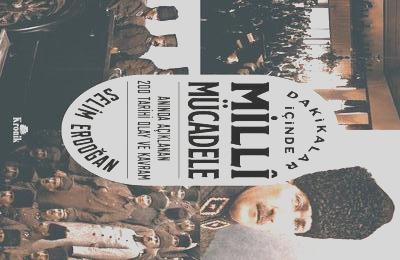 DAKİKALAR
İÇİNDE
MİLLÎ
MÜCADELE
ANINDA AÇIKLANAN
200 TARİHİ OLAY VE KAVRAM
SELİM ERDOĞAN
Kronik